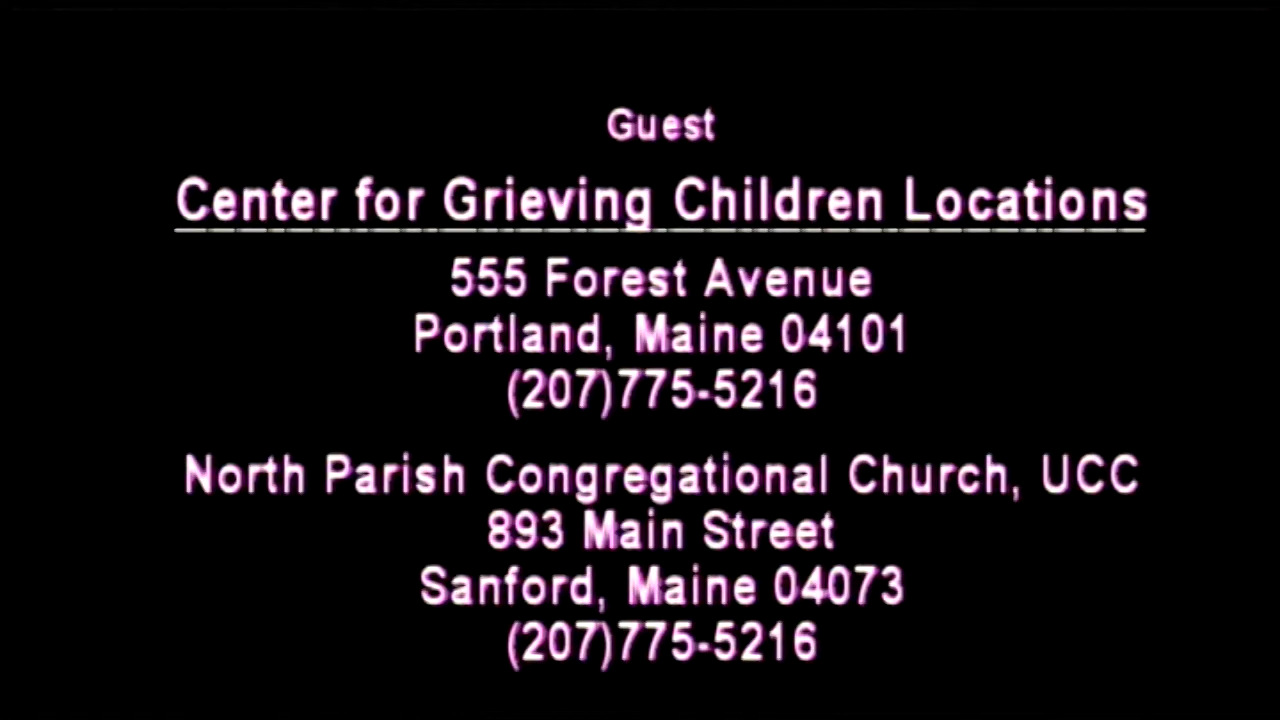 Guest
Center for Grieving Children Locations
555 Forest Avenue
Portland, Maine 04101
(207)775-5216
North Parish Congregational Church, UCC
893 Main Street
Sanford, Maine 04073
(207)775-5216